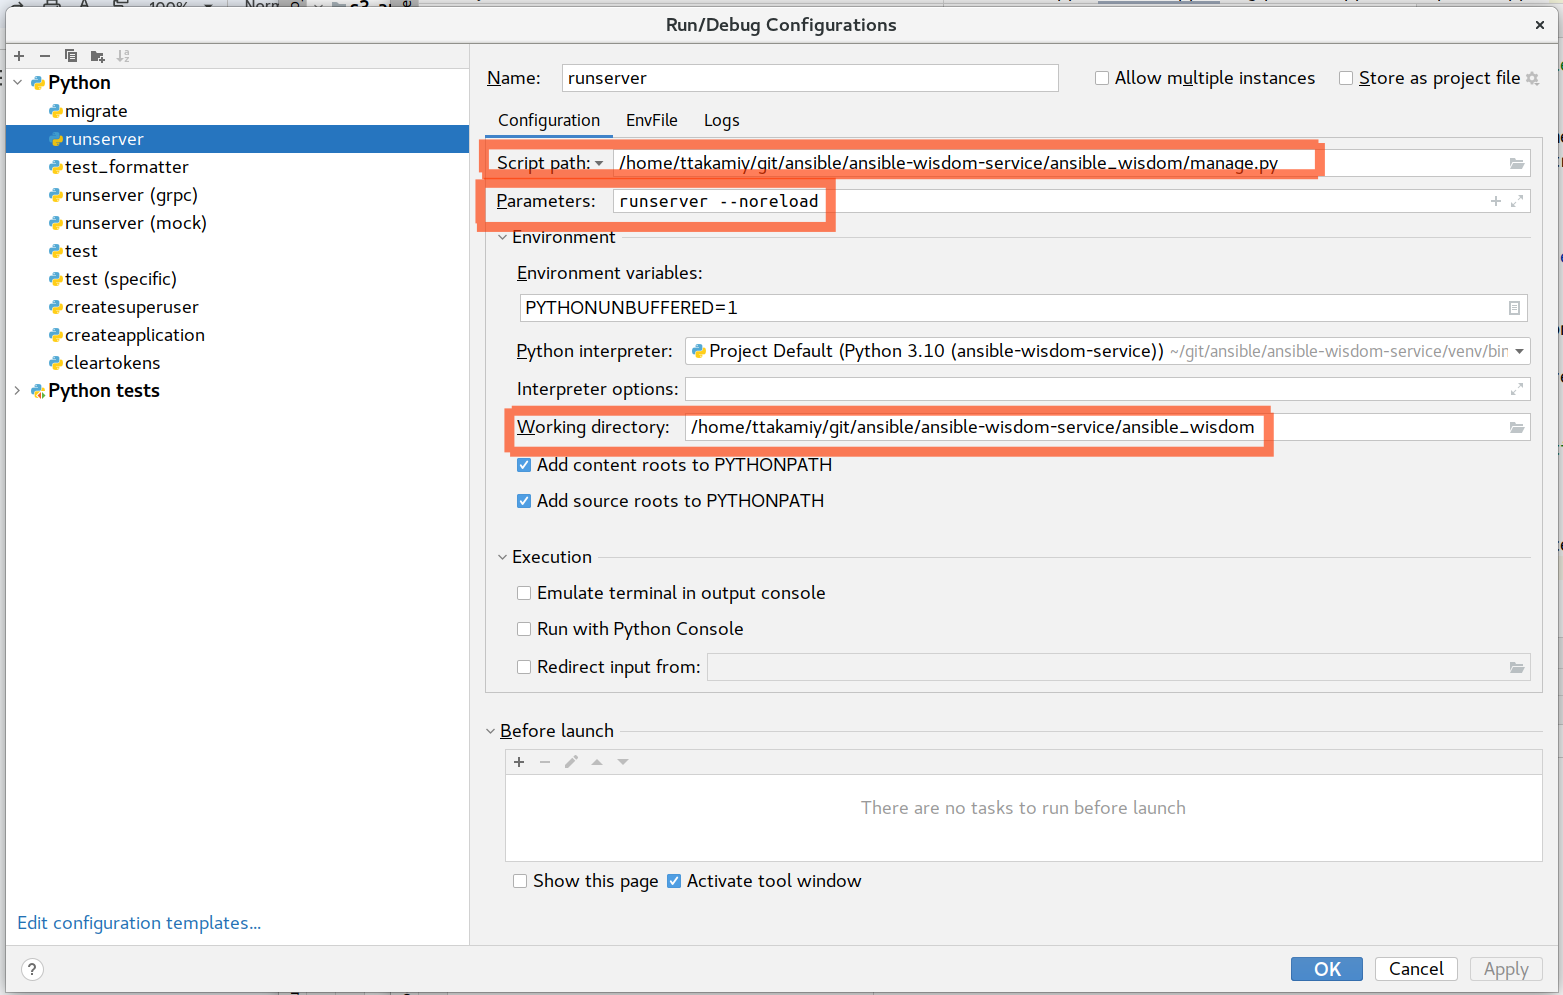 100%
Run/Debug Configurations
Python
migrate
runserver
test_formatter
runserver (grpc)
runserver (mock)
test
test (specific)
createsuperuser
createapplication
cleartokens
Python tests
Edit configuration templates...
Name: runserver
Allow multiple instances
Store as project file
Configuration EnvFile Logs
Script path: /home/ttakamiy/git/ansible/ansible-wisdom-service/ansible_wisdom/manage.py
Parameters: runserver --noreload
Environment
Environment variables:
PYTHONUNBUFFERED=1
Python interpreter: Project Default (Python 3.10 (ansible-wisdom-service)) ~/git/ansible/ansible-wisdom-service/venv/bin
Interpreter options:
Working directory: /home/ttakamiy/git/ansible/ansible-wisdom-service/ansible_wisdom
Add content roots to PYTHONPATH
Add source roots to PYTHONPATH
Execution
Emulate terminal in output console
Run with Python Console
Redirect input from:
Before launch
There are no tasks to run before launch
Show this page Activate tool window
?
OK Cancel Apply